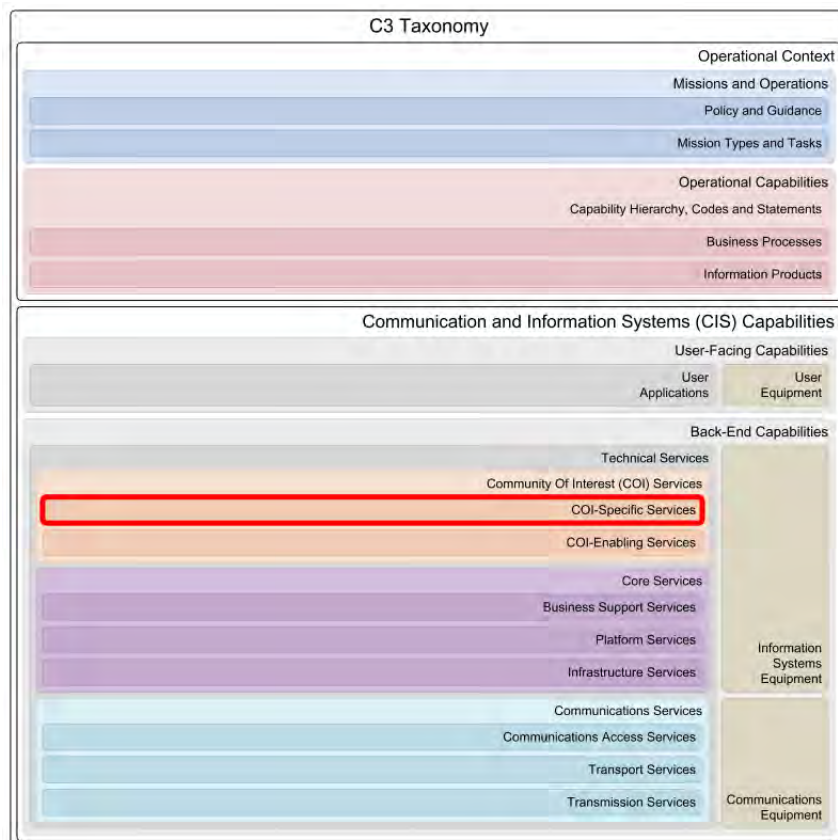 C3 Taxonomy
Operational Context
Missions and Operations
Policy and Guidance
Mission Types and Tasks
Operational Capabilities
Capability Hierarchy, Codes and Statements
Business Processes
Information Products
Communication and Information Systems (CIS) Capabilities
User-Facing Capabilities
User
Applications
User
Equipment
Back-End Capabilities
Technical Services
Community Of Interest (COI) Services
COI-Specific Services
COI-Enabling Services
Core Services
Business Support Services
Platform Services
Infrastructure Services
Information
Systems
Equipment
Communications Services
Communications Access Services
Transport Services
Transmission Services
Communications
Equipment